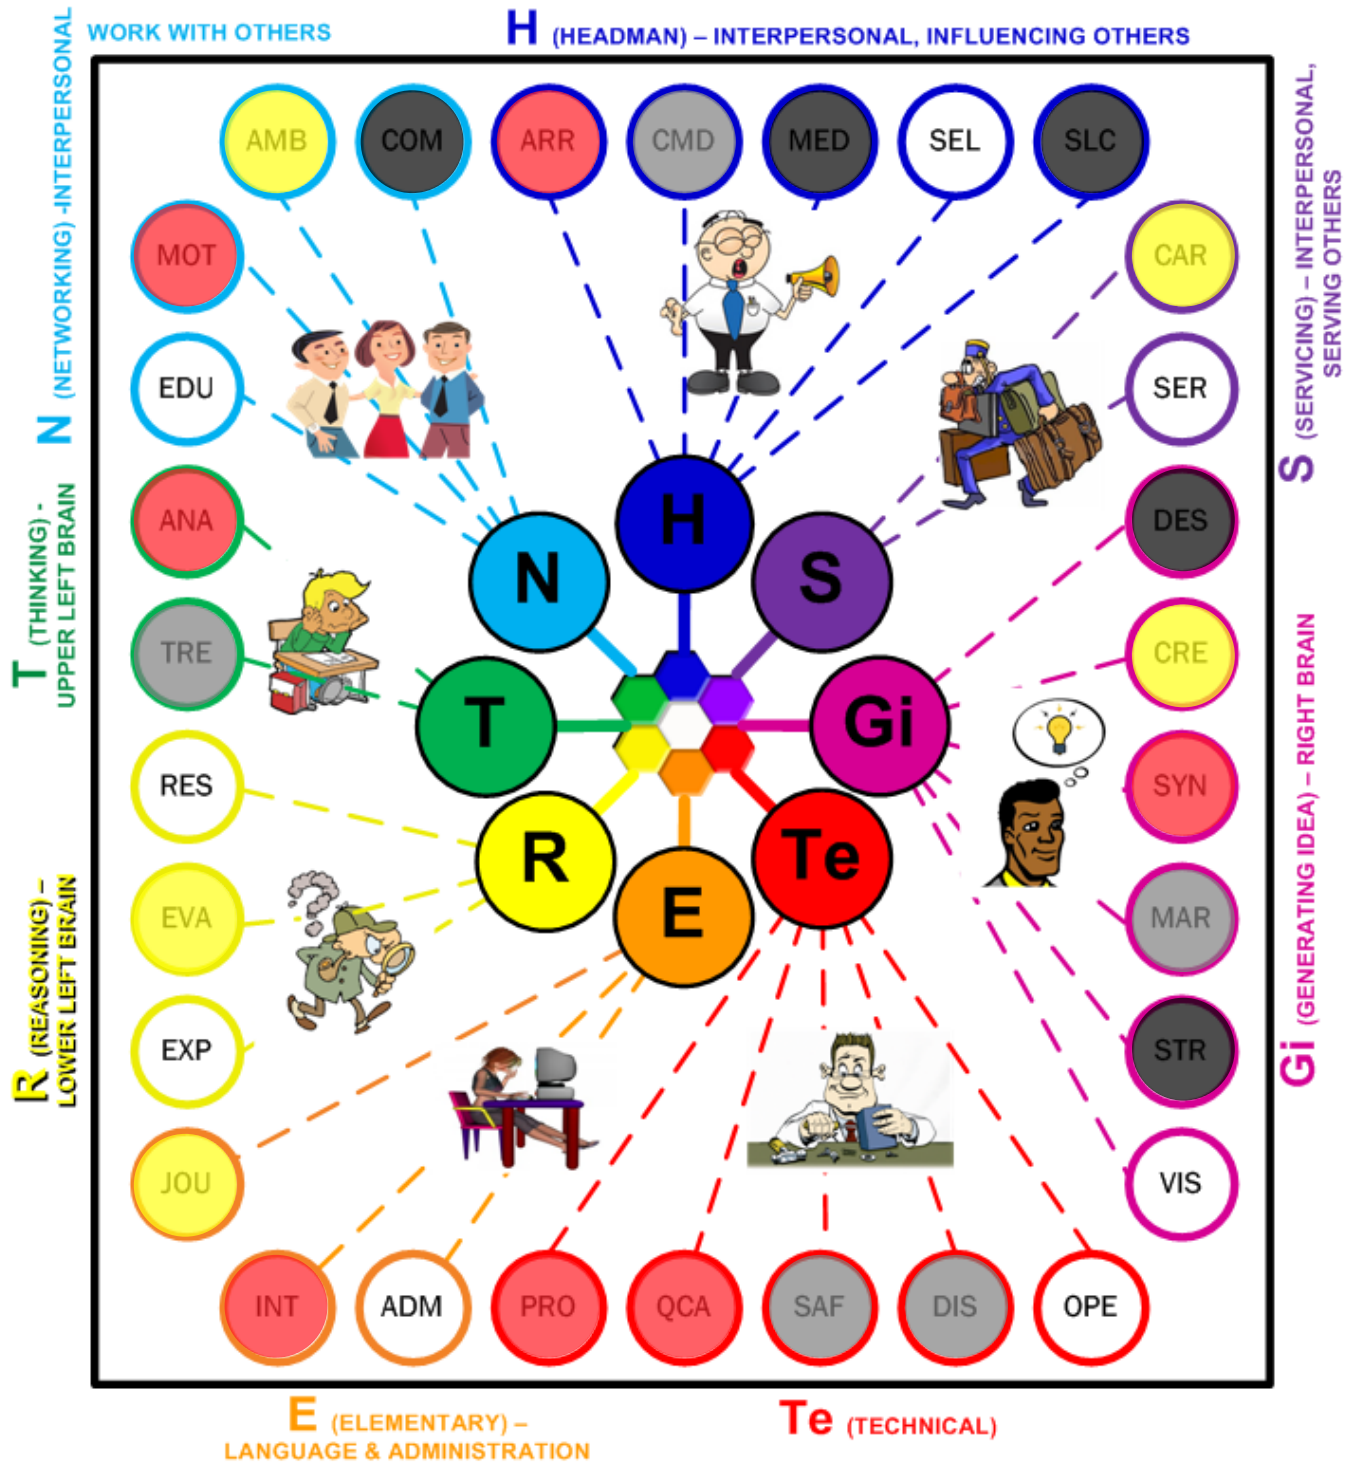 WORK WITH OTHERS
H (HEADMAN) – INTERPERSONAL, INFLUENCING OTHERS
N (NETWORKING) -INTERPERSONAL
S (SERVICING) – INTERPERSONAL,
SERVING OTHERS
AMB
COM
ARR
CMD
MED
SEL
SLC
MOT
CAR
EDU
SER
T (THINKING) -
UPPER LEFT BRAIN
ANA
DES
H
N
S
TRE
CRE
T
Gi
Gi (GENERATING IDEA) – RIGHT BRAIN
RES
SYN
R
Te
E
R (REASONING) –
LOWER LEFT BRAIN
EVA
MAR
EXP
STR
JOU
VIS
INT
ADM
PRO
QCA
SAF
DIS
OPE
E (ELEMENTARY) –
LANGUAGE & ADMINISTRATION
Te (TECHNICAL)